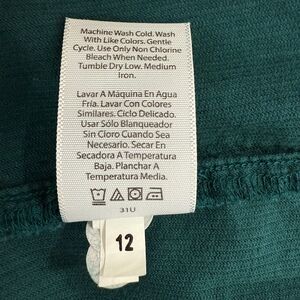 Machine Wash Cold. Wash
With Like Colors. Gentle
Cycle. Use Only Non Chlorine
Bleach When Needed.
Tumble Dry Low. Medium
Iron.
Lavar A Máquina En Agua
Fría. Lavar Con Colores
Similares. Ciclo Delicado.
Usar Sólo Blanqueador
Sin Cloro Cuando Sea
Necesario. Secar En
Secadora A Temperatura
Baja. Planchar A
Temperatura Media.
31U
12